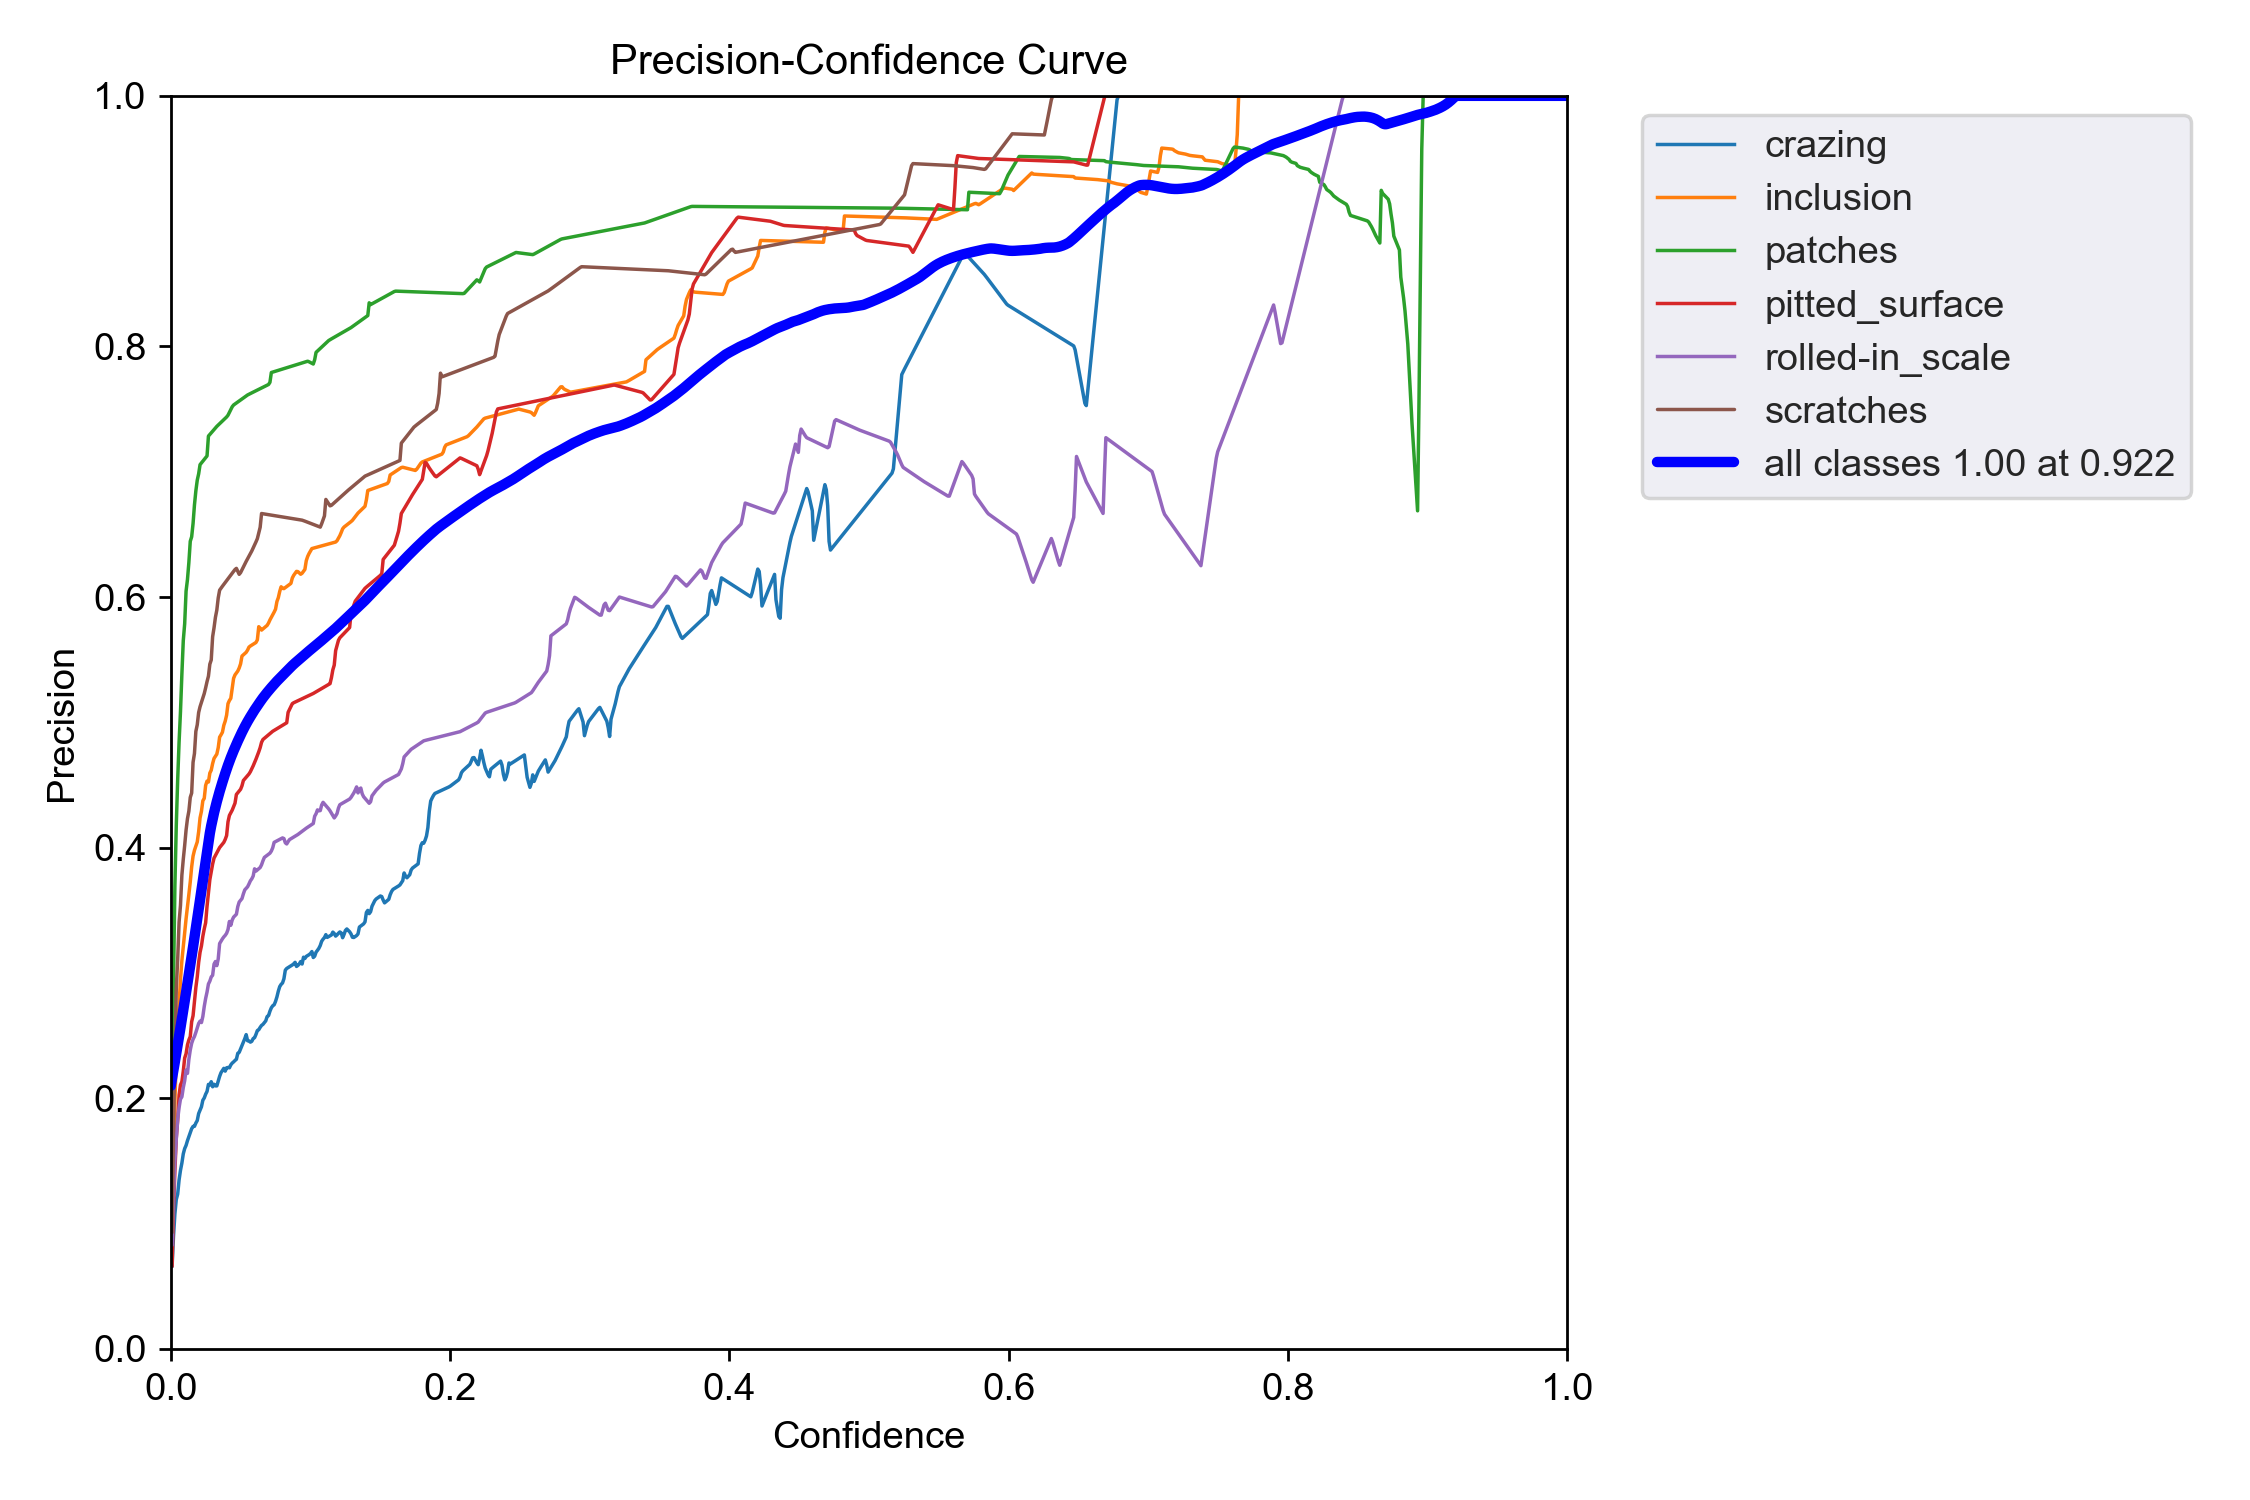 Precision-Confidence Curve
1.0
0.8
0.6
0.4
0.2
0.0
Precision
0.0 0.2 0.4 0.6 0.8 1.0
Confidence
crazing
inclusion
patches
pitted_surface
rolled-in_scale
scratches
all classes 1.00 at 0.922